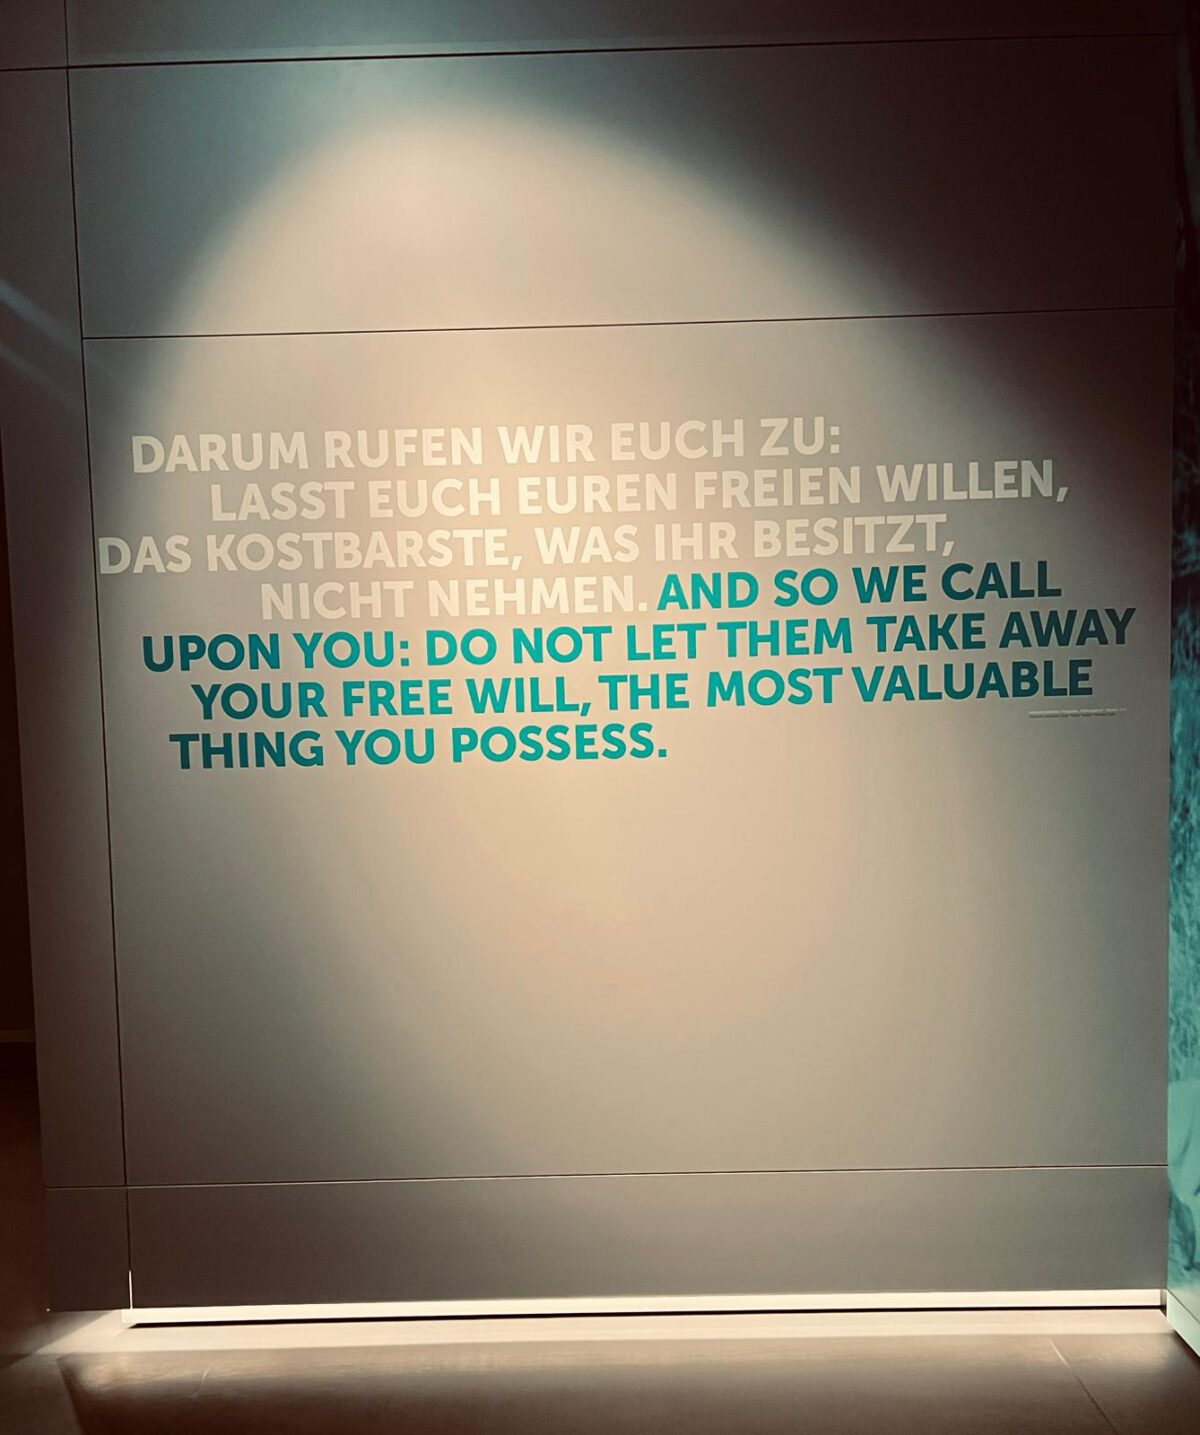 DARUM RUFEN WIR EUCH ZU:
LASST EUCH EUREN FREIEN WILLEN,
DAS KOSTBARSTE, WAS IHR BESITZT,
NICHT NEHMEN. AND SO WE CALL
UPON YOU: DO NOT LET THEM TAKE AWAY
YOUR FREE WILL, THE MOST VALUABLE
THING YOU POSSESS.